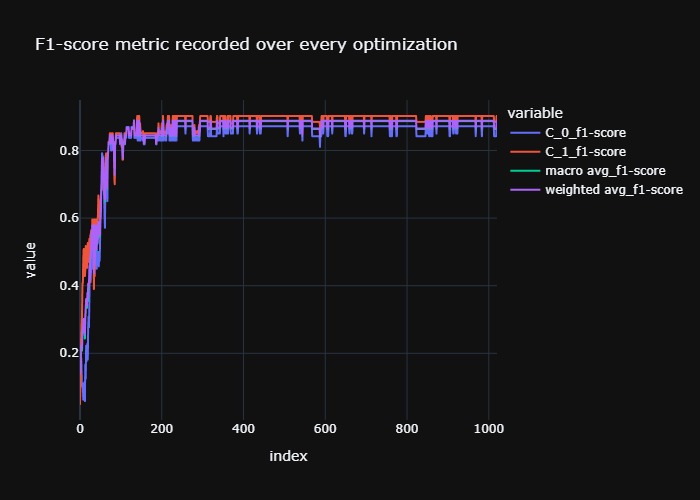 F1-score metric recorded over every optimization
variable
C_0_f1-score
C_1_f1-score
macro avg_f1-score
weighted avg_f1-score
value
0.8
0.6
0.4
0.2
0 200 400 600 800 1000
index